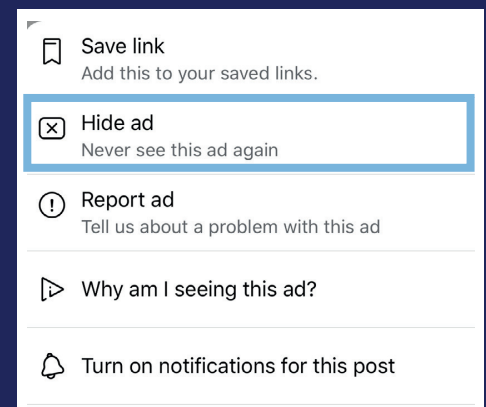 Save link
Add this to your saved links.
Hide ad
Never see this ad again
Report ad
Tell us about a problem with this ad
Why am I seeing this ad?
Turn on notifications for this post